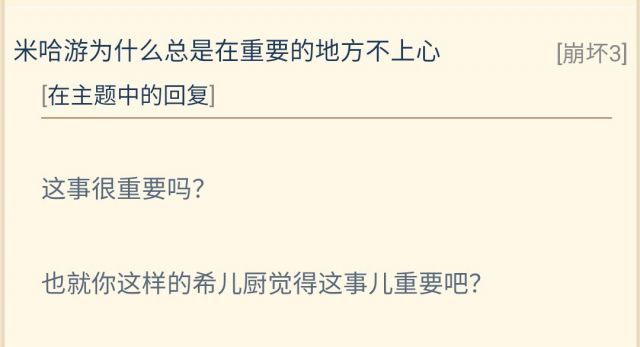 米哈游为什么总是在重要的地方不上心 [崩坏3]
[在主题中的回复]
这事很重要吗？
也就你这样的希儿厨觉得这事儿重要吧？